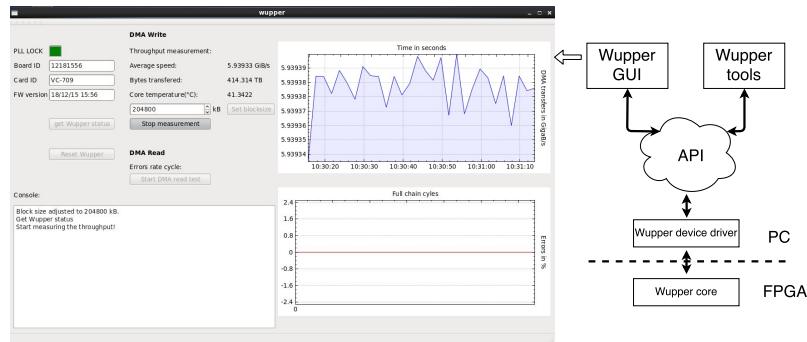 wupper
DMA Write
PLL LOCK
Throughput measurement:
Board ID 12181556
Average speed: 5.93933 GiB/s
Card ID VC-709
Bytes transfered: 414.314 TB
FW version 18/12/15 15:56
Core temperature(°C): 41.3422
204800 kB Set blocksize
get Wupper status
Stop measurement
Reset Wupper
DMA Read
Errors rate cycle:
Start DMA read test
Console:
Block size adjusted to 204800 kB.
Get Wupper status
Start measuring the throughput!
Time in seconds
5.93939
5.93938
5.93938
5.93937
5.93936
5.93935
5.93935
5.93934
10:30:20 10:30:30 10:30:40 10:30:50 10:31:00 10:31:10
DMA transfers in GigaB/s
Full chain cyles
2.4
1.6
0.8
0
-0.8
-1.6
-2.4
0
Errors in %
Wupper
GUI
Wupper
tools
API
Wupper device driver
PC
Wupper core
FPGA